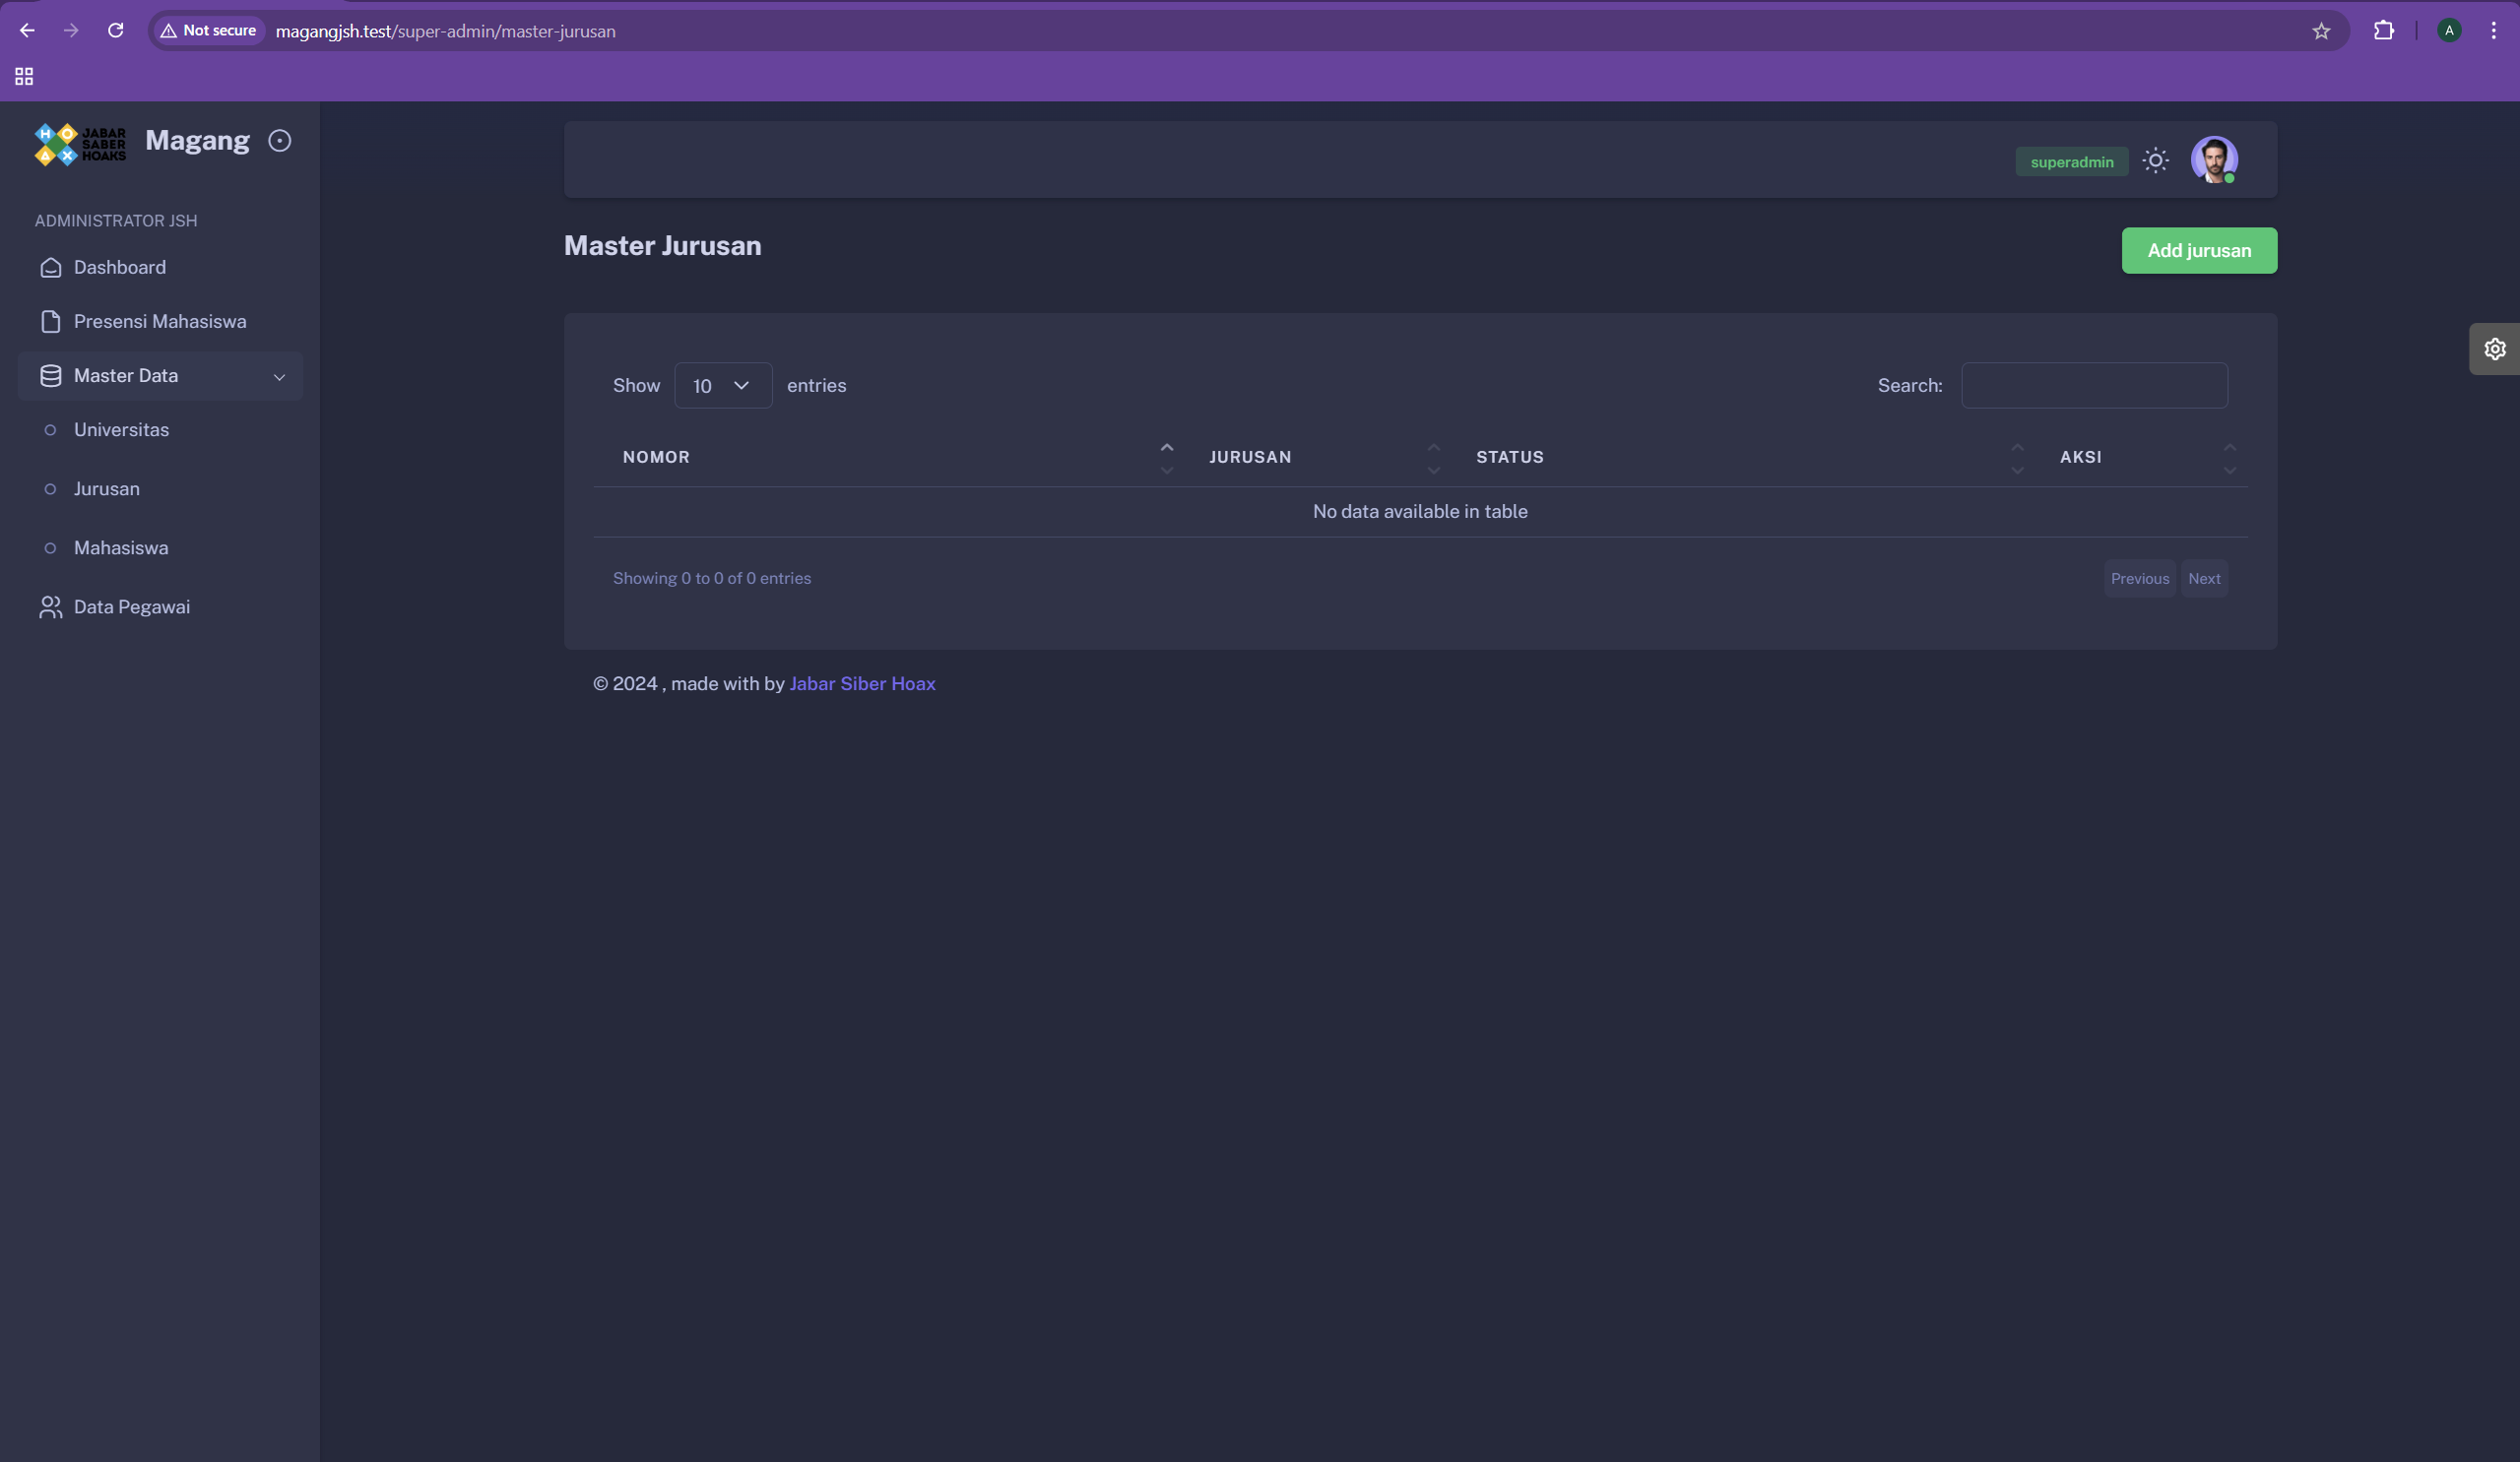 Not secure magangjsh.test/super-admin/master-jurusan
A
HOAX JABAR SABER HOAKS
Magang
superadmin
ADMINISTRATOR JSH
Dashboard
Presensi Mahasiswa
Master Data
Universitas
Jurusan
Mahasiswa
Data Pegawai
Master Jurusan
Add jurusan
Show 10 entries
Search:
NOMOR JURUSAN STATUS AKSI
No data available in table
Showing 0 to 0 of 0 entries
Previous Next
© 2024 , made with by Jabar Siber Hoax